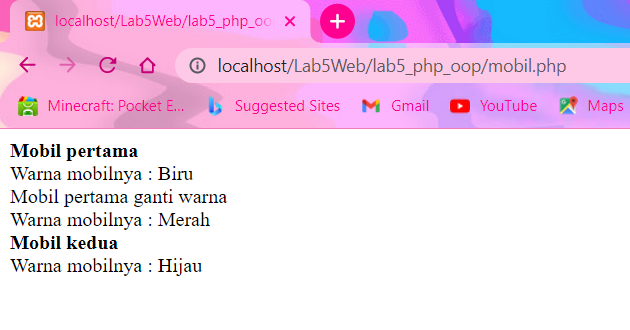 localhost/Lab5Web/lab5_php_oo
localhost/Lab5Web/lab5_php_oop/mobil.php
Minecraft: Pocket E... Suggested Sites Gmail YouTube Maps
Mobil pertama
Warna mobilnya : Biru
Mobil pertama ganti warna
Warna mobilnya : Merah
Mobil kedua
Warna mobilnya : Hijau